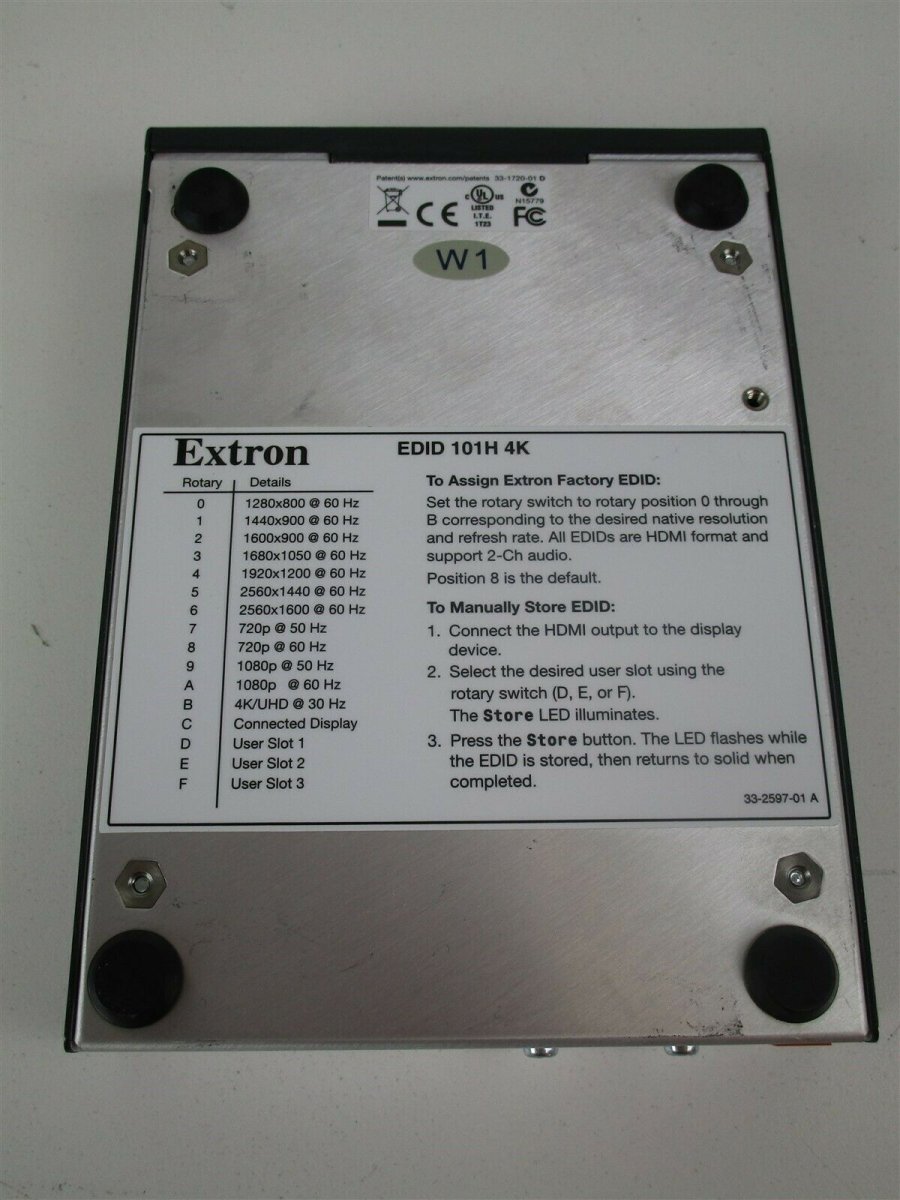 Patent(s) www.extron.com/patents 33-1720-01 D
CE
c UL us
LISTED
I.T.E.
1T23
N15779
FC
W1
Extron
EDID 101H 4K
Rotary Details
0 1280x800 @ 60 Hz
1 1440x900 @ 60 Hz
2 1600x900 @ 60 Hz
3 1680x1050 @ 60 Hz
4 1920x1200 @ 60 Hz
5 2560x1440 @ 60 Hz
6 2560x1600 @ 60 Hz
7 720p @ 50 Hz
8 720p @ 60 Hz
9 1080p @ 50 Hz
A 1080p @ 60 Hz
B 4K/UHD @ 30 Hz
C Connected Display
D User Slot 1
E User Slot 2
F User Slot 3
To Assign Extron Factory EDID:
Set the rotary switch to rotary position 0 through
B corresponding to the desired native resolution
and refresh rate. All EDIDs are HDMI format and
support 2-Ch audio.
Position 8 is the default.
To Manually Store EDID:
1. Connect the HDMI output to the display
device.
2. Select the desired user slot using the
rotary switch (D, E, or F).
The Store LED illuminates.
3. Press the Store button. The LED flashes while
the EDID is stored, then returns to solid when
completed.
33-2597-01 A